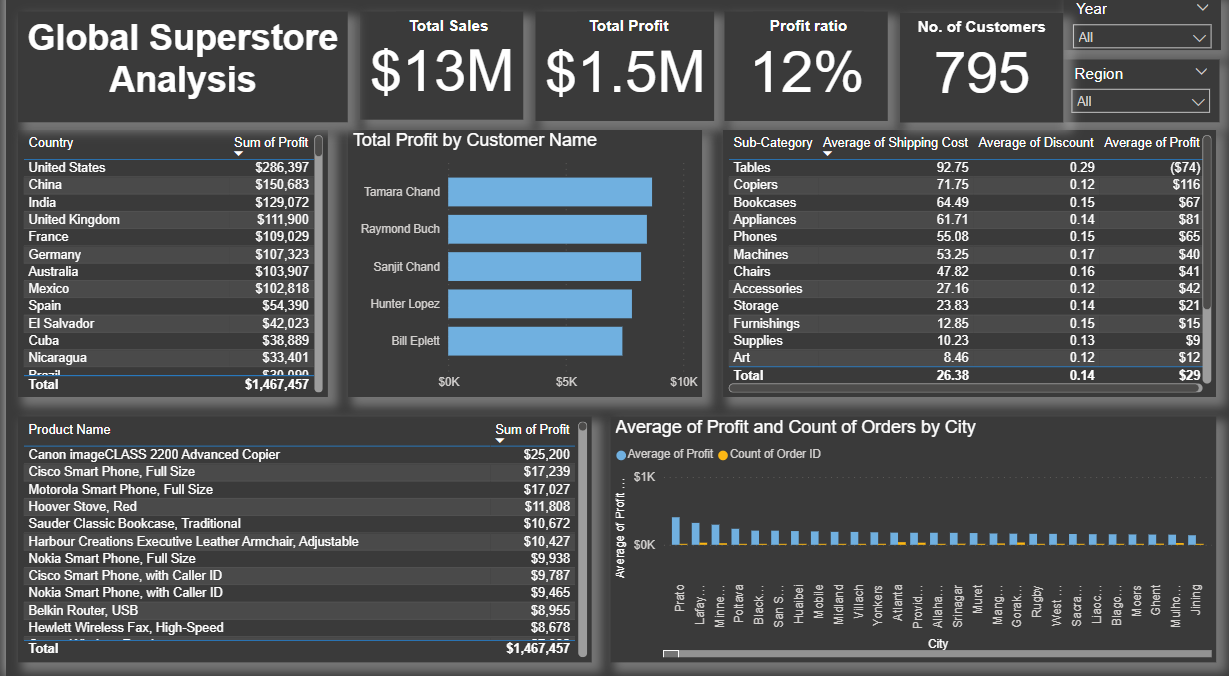 Global Superstore
Analysis
Total Sales
$13M
Total Profit
$1.5M
Profit ratio
12%
No. of Customers
795
Year
All
Region
All
Country Sum of Profit
United States $286,397
China $150,683
India $129,072
United Kingdom $111,900
France $109,029
Germany $107,323
Australia $103,907
Mexico $102,818
Spain $54,390
El Salvador $42,023
Cuba $38,889
Nicaragua $33,401
Brazil $30,090
Total $1,467,457
Total Profit by Customer Name
Tamara Chand
Raymond Buch
Sanjit Chand
Hunter Lopez
Bill Eplett
$0K $5K $10K
Sub-Category Average of Shipping Cost Average of Discount Average of Profit
Tables 92.75 0.29 ($74)
Copiers 71.75 0.12 $116
Bookcases 64.49 0.15 $67
Appliances 61.71 0.14 $81
Phones 55.08 0.15 $65
Machines 53.25 0.17 $40
Chairs 47.82 0.16 $41
Accessories 27.16 0.12 $42
Storage 23.83 0.14 $21
Furnishings 12.85 0.15 $15
Supplies 10.23 0.13 $9
Art 8.46 0.12 $12
Total 26.38 0.14 $29
Product Name Sum of Profit
Canon imageCLASS 2200 Advanced Copier $25,200
Cisco Smart Phone, Full Size $17,239
Motorola Smart Phone, Full Size $17,027
Hoover Stove, Red $11,808
Sauder Classic Bookcase, Traditional $10,672
Harbour Creations Executive Leather Armchair, Adjustable $10,427
Nokia Smart Phone, Full Size $9,938
Cisco Smart Phone, with Caller ID $9,787
Nokia Smart Phone, with Caller ID $9,465
Belkin Router, USB $8,955
Hewlett Wireless Fax, High-Speed $8,678
Total $1,467,457
Average of Profit and Count of Orders by City
Average of Profit Count of Order ID
Average of Profit ...
$1K
$0K
Prato
Lafay...
Minne...
Poltava
Black...
San S...
Huaibei
Mobile
Midland
Villach
Yonkers
Atlanta
Provid...
Allaha...
Srinagar
Muret
Mang...
Gorak...
Rugby
West ...
Sacra...
Liaoc...
Blago...
Moers
Ghent
Mulho...
Jining
City